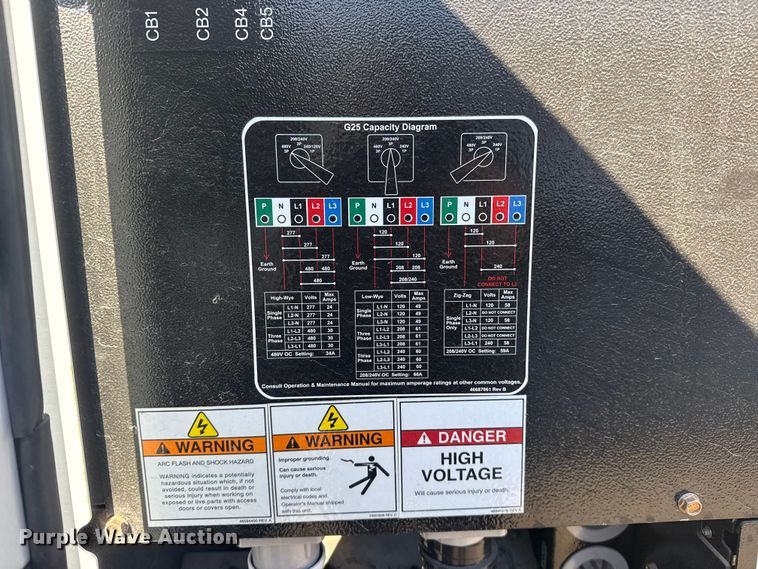 CB1
CB2
CB4
CB5
G25 Capacity Diagram
208/240V 3P
480V 3P
240/120V 1P
208/240V 3P
480V 3P
240V 1P
208/240V 3P
480V 3P
240V 1P
P N L1 L2 L3
P N L1 L2 L3
P N L1 L2 L3
277
277
277
480 480
480
Earth Ground
120
120
120
208 208
208/240
Earth Ground
120
120
240
Earth Ground
DO NOT CONNECT TO L2
High-Wye Volts Max Amps
Single Phase
L1-N 277 24
L2-N 277 24
L3-N 277 24
Three Phase
L1-L2 480 30
L2-L3 480 30
L3-L1 480 30
480V OC Setting: 34A
Low-Wye Volts Max Amps
Single Phase
L1-N 120 49
L2-N 120 49
L3-N 120 49
Three Phase
L1-L2 208 61
L2-L3 208 61
L3-L1 208 61
Three Phase
L1-L2 240 60
L2-L3 240 60
L3-L1 240 60
208/240V OC Setting: 68A
Zig-Zag Volts Max Amps
Single Phase Only
L1-N 120 58
L2-N DO NOT CONNECT
L3-N 120 58
L1-L2 DO NOT CONNECT
L2-L3 DO NOT CONNECT
L3-L1 240 58
208/240V OC Setting: 59A
Consult Operation & Maintenance Manual for maximum amperage ratings at other common voltages.
46687861 Rev B
WARNING
ARC FLASH AND SHOCK HAZARD
WARNING indicates a potentially
hazardous situation which, if not
avoided, could result in death or
serious injury when working on
exposed or live parts with access
doors or covers open.
WARNING
Improper grounding.
Can cause serious
injury or death.
Comply with local
electrical codes and
Operator's Manual shipped
with this unit.
DANGER
HIGH
VOLTAGE
Will cause serious injury or death.
Purple Wave Auction